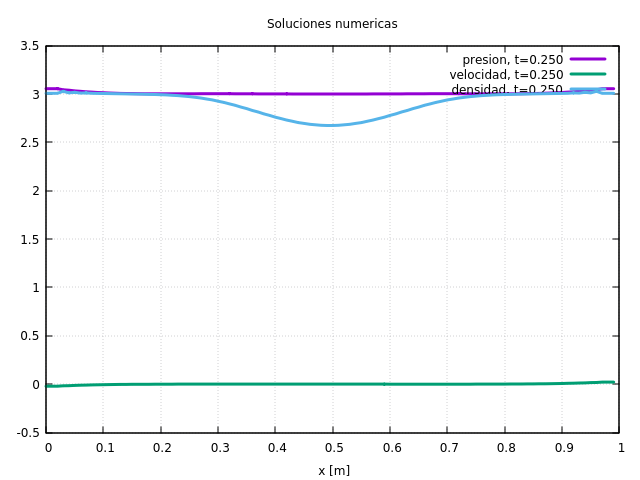 Soluciones numericas
3.5
3
2.5
2
1.5
1
0.5
0
-0.5
presion, t=0.250
velocidad, t=0.250
densidad, t=0.250
0 0.1 0.2 0.3 0.4 0.5 0.6 0.7 0.8 0.9 1
x [m]